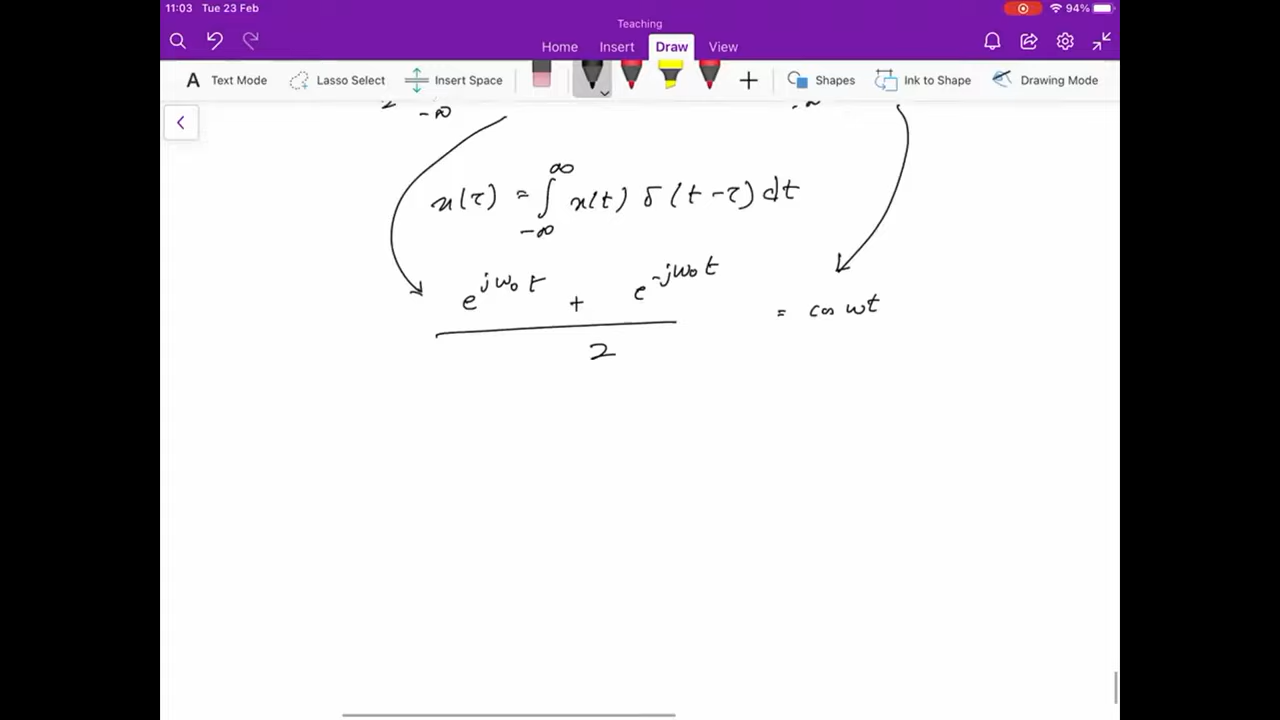 11:03 Tue 23 Feb
94%
Teaching
Home Insert Draw View
A Text Mode Lasso Select Insert Space Shapes Ink to Shape Drawing Mode
-∞
x(τ) = ∫_{-∞}^{∞} x(t) δ(t-τ) dt
e^{jω₀t} + e^{-jω₀t}
= cos ωt
2